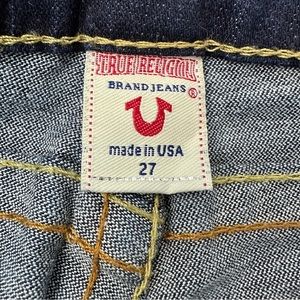 TRUE RELIGION
BRAND JEANS ®
made in USA
27